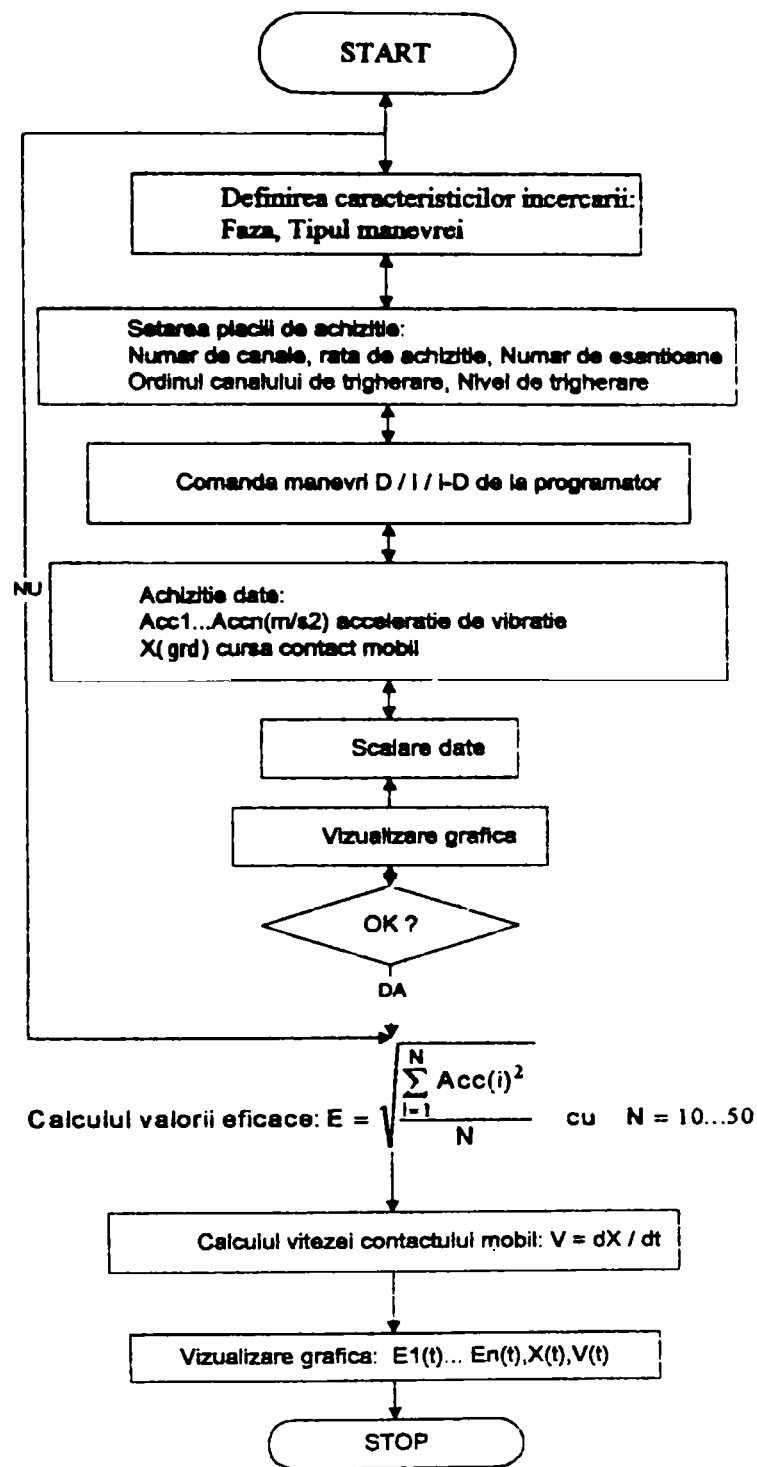 START
Definirea caracteristicilor incercarii:
Faza, Tipul manevrei
Setarea placii de achizitie:
Numar de canale, rata de achizitie, Numar de esantioane
Ordinul canalului de trigherare, Nivel de trigherare
Comanda manevri D / I / I-D de la programator
NU
Achizitie date:
Acc1...Accn(m/s2) acceleratie de vibratie
X( grd) cursa contact mobil
Scalare date
Vizualizare grafica
OK ?
DA
Calculul valorii eficace: E = √(∑_{i=1}^{N} Acc(i)² / N) cu N = 10...50
Calculul vitezei contactului mobil: V = dX / dt
Vizualizare grafica: E1(t)... En(t),X(t),V(t)
STOP